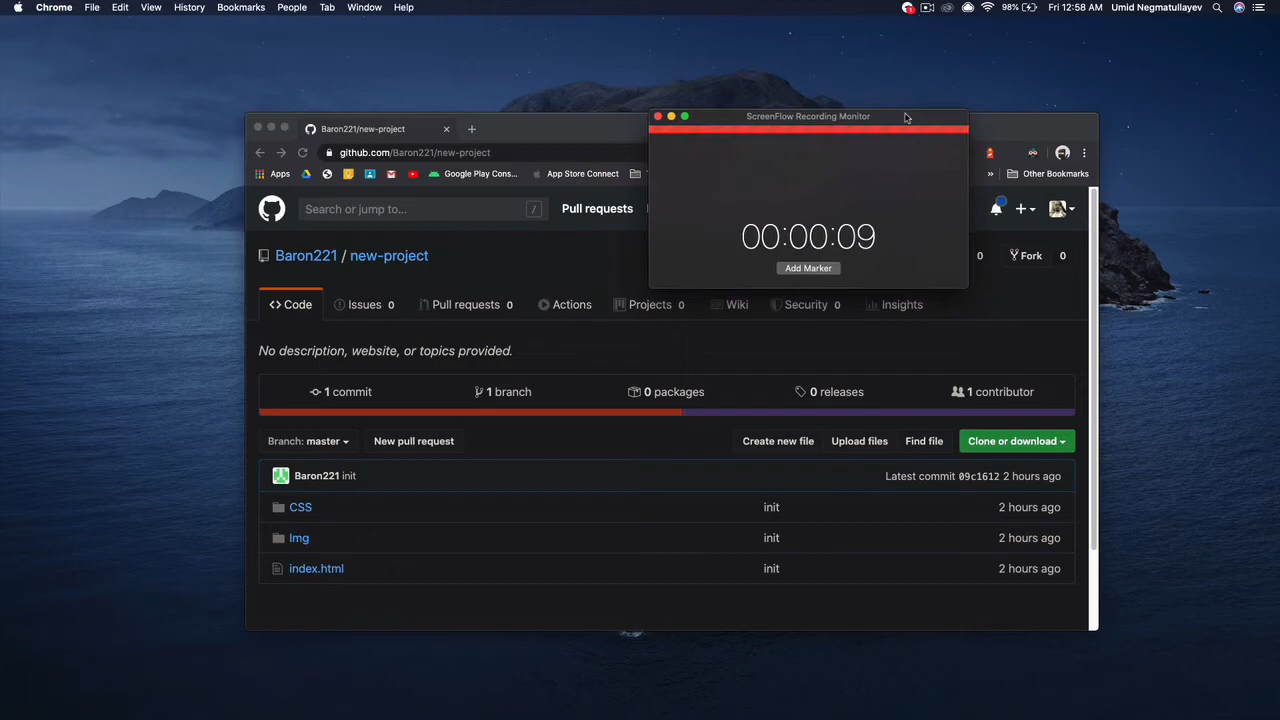 Chrome File Edit View History Bookmarks People Tab Window Help 1 98% Fri 12:58 AM Umid Negmatullayev
ScreenFlow Recording Monitor
Baron221/new-project
github.com/Baron221/new-project
Apps Google Play Cons... App Store Connect » Other Bookmarks
Search or jump to... / Pull requests
00:00:09
Add Marker
Baron221 / new-project 0 Fork 0
Code Issues 0 Pull requests 0 Actions Projects 0 Wiki Security 0 Insights
No description, website, or topics provided.
1 commit 1 branch 0 packages 0 releases 1 contributor
Branch: master New pull request Create new file Upload files Find file Clone or download
Baron221 init Latest commit 09c1612 2 hours ago
CSS init 2 hours ago
Img init 2 hours ago
index.html init 2 hours ago